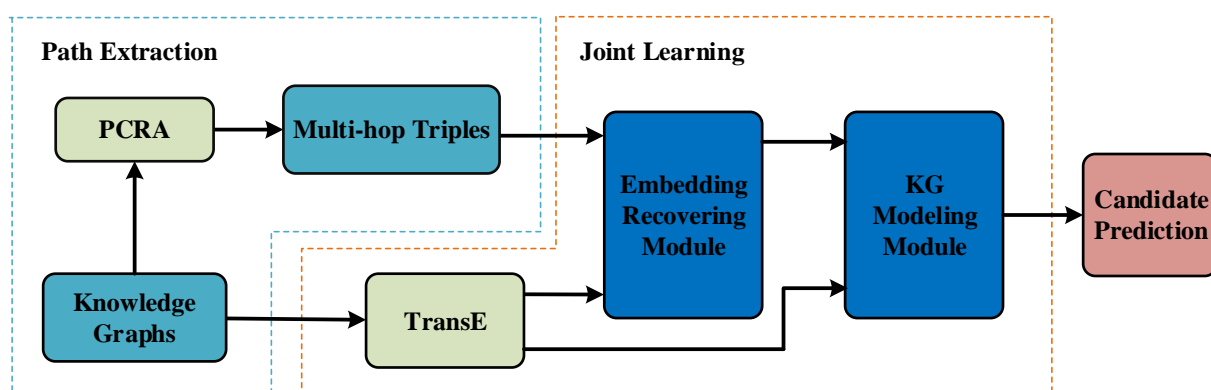 Path Extraction
Joint Learning
PCRA
Multi-hop Triples
Embedding
Recovering
Module
KG
Modeling
Module
Candidate
Prediction
Knowledge
Graphs
TransE